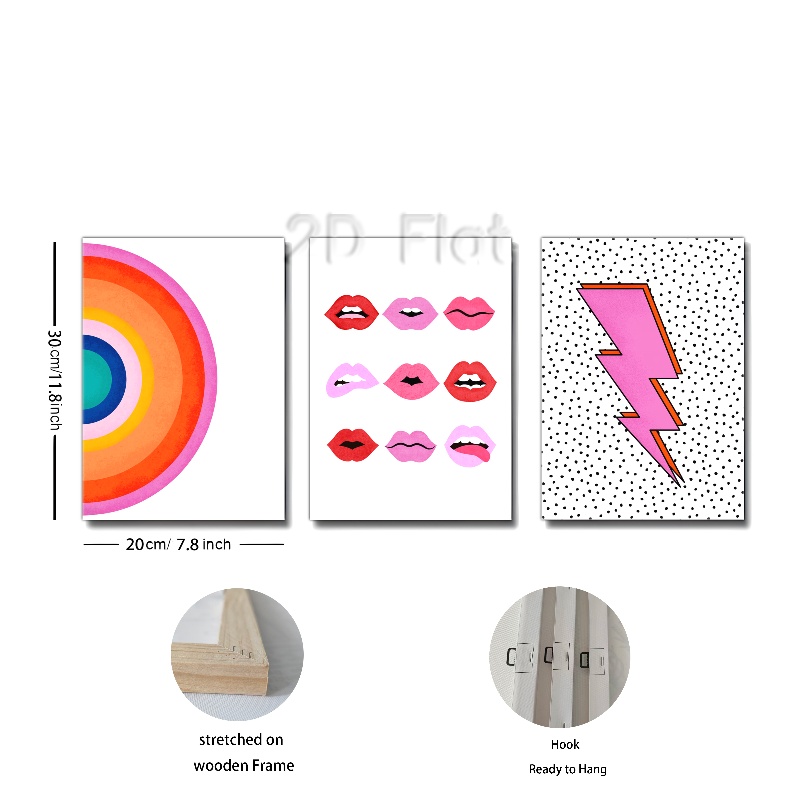 2D Flat
30cm/11.8inch
20cm/ 7.8 inch
stretched on
wooden Frame
Hook
Ready to Hang